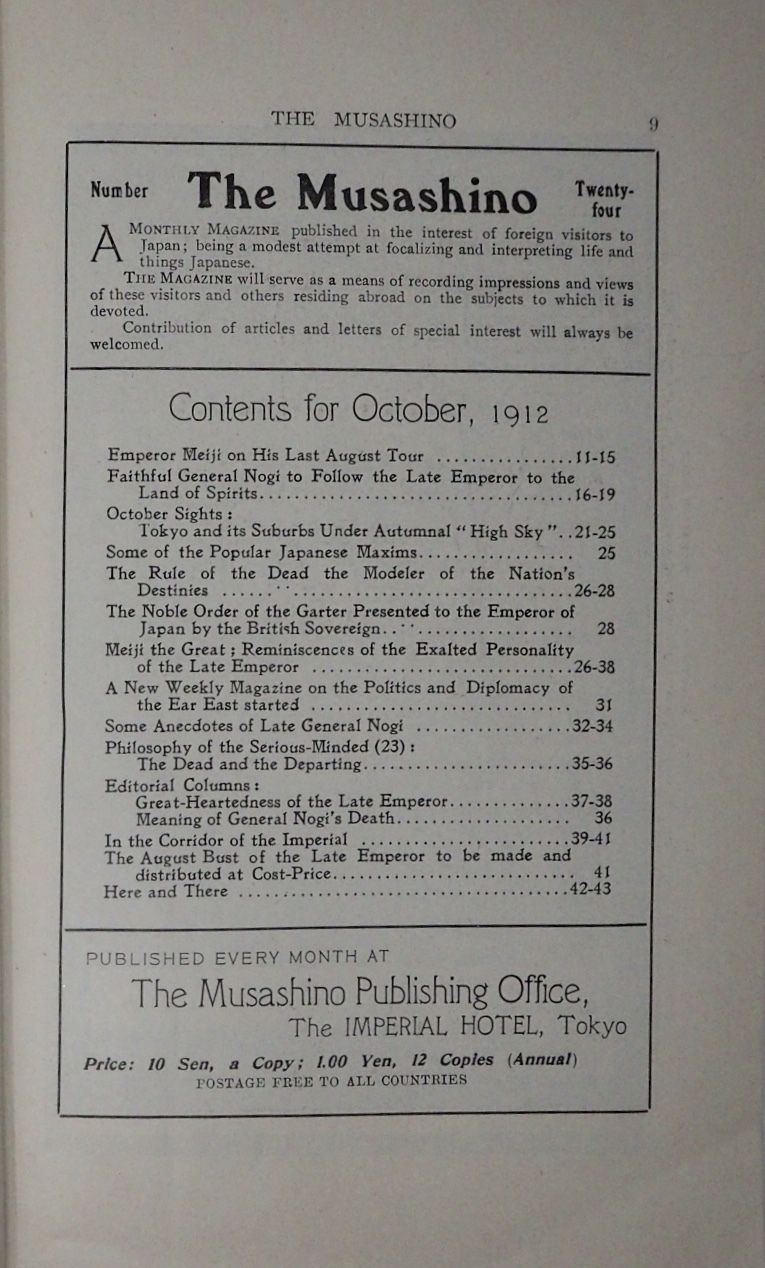 THE MUSASHINO 9
Number The Musashino Twenty-
four
A MONTHLY MAGAZINE published in the interest of foreign visitors to
Japan; being a modest attempt at focalizing and interpreting life and
things Japanese.
THE MAGAZINE will serve as a means of recording impressions and views
of these visitors and others residing abroad on the subjects to which it is
devoted.
Contribution of articles and letters of special interest will always be
welcomed.
Contents for October, 1912
Emperor Meiji on His Last August Tour ................11-15
Faithful General Nogi to Follow the Late Emperor to the
Land of Spirits.....................................16-19
October Sights:
Tokyo and its Suburbs Under Autumnal "High Sky"..21-25
Some of the Popular Japanese Maxims.................. 25
The Rule of the Dead the Modeler of the Nation's
Destinies .........................................26-28
The Noble Order of the Garter Presented to the Emperor of
Japan by the British Sovereign...................... 28
Meiji the Great; Reminiscences of the Exalted Personality
of the Late Emperor ..............................26-38
A New Weekly Magazine on the Politics and Diplomacy of
the Ear East started .............................. 31
Some Anecdotes of Late General Nogi ..................32-34
Philosophy of the Serious-Minded (23):
The Dead and the Departing........................35-36
Editorial Columns:
Great-Heartedness of the Late Emperor..............37-38
Meaning of General Nogi's Death.................... 36
In the Corridor of the Imperial ........................39-41
The August Bust of the Late Emperor to be made and
distributed at Cost-Price............................ 41
Here and There .......................................42-43
PUBLISHED EVERY MONTH AT
The Musashino Publishing Office,
The IMPERIAL HOTEL, Tokyo
Price: 10 Sen, a Copy; 1.00 Yen, 12 Copies (Annual)
POSTAGE FREE TO ALL COUNTRIES